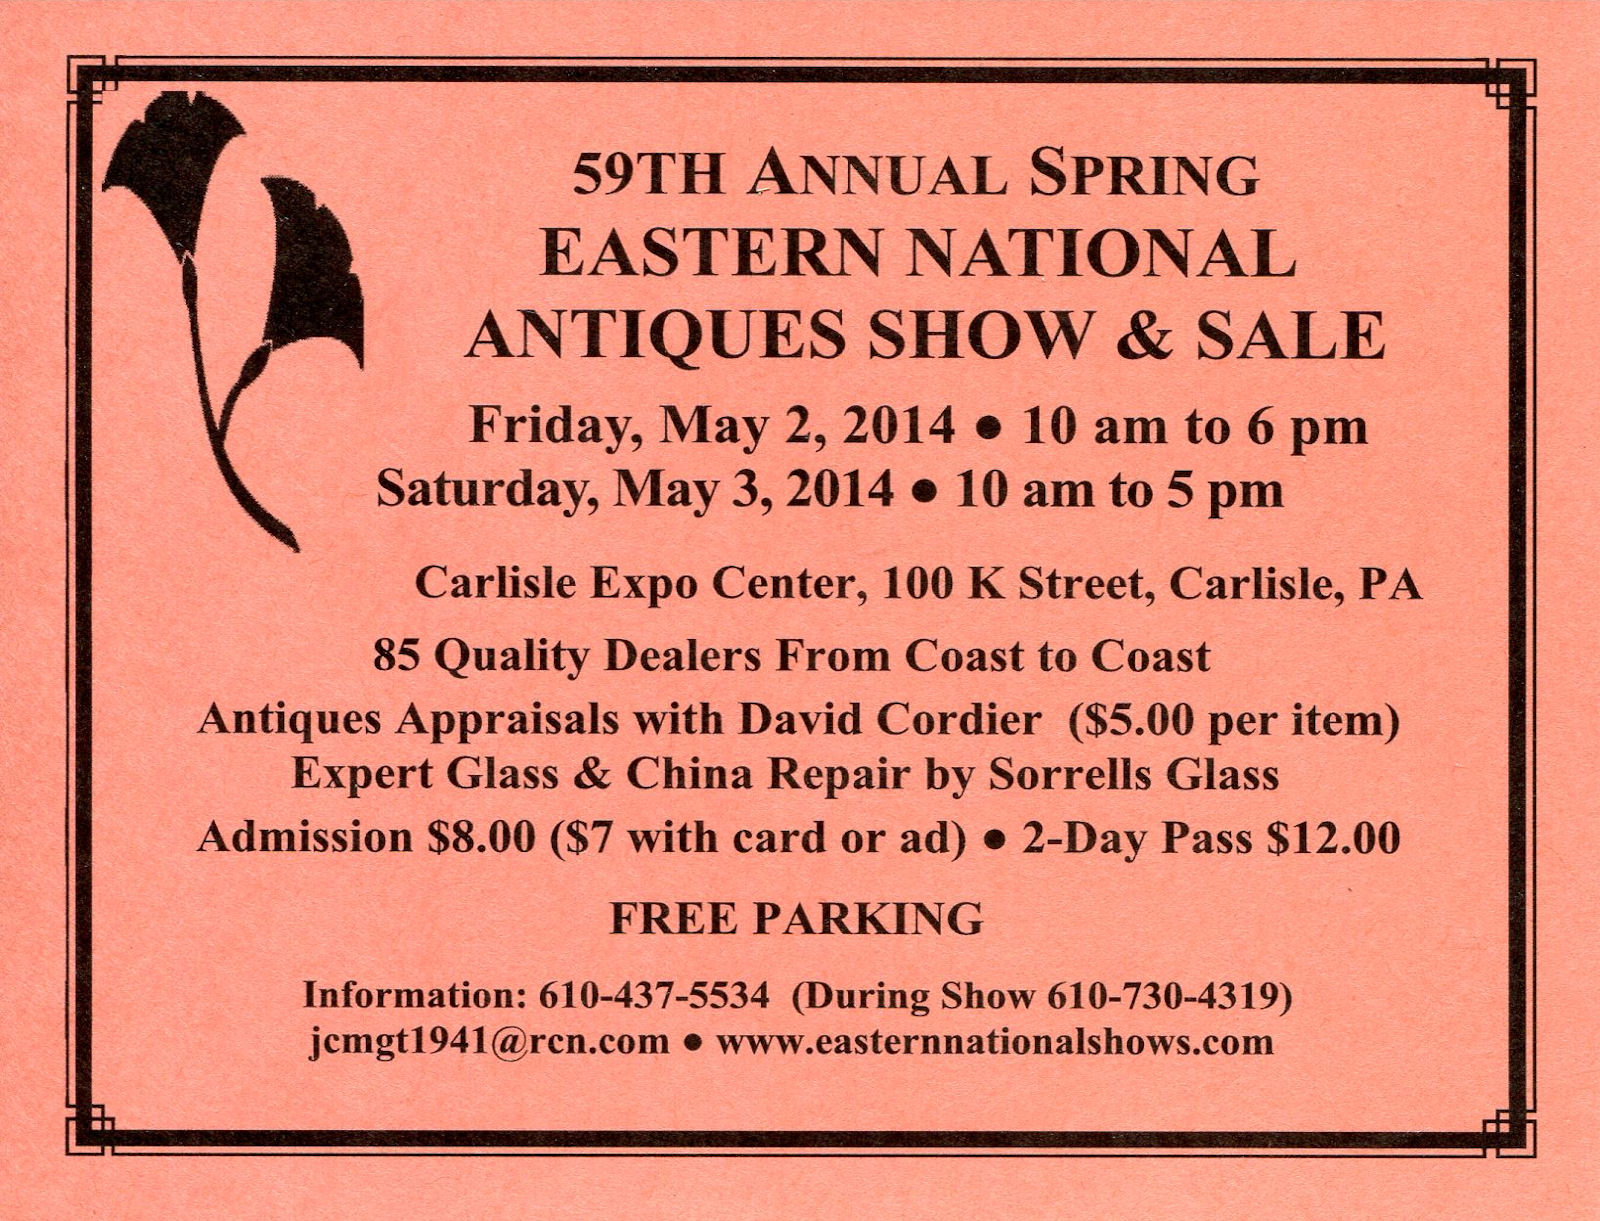 59TH ANNUAL SPRING
EASTERN NATIONAL
ANTIQUES SHOW & SALE
Friday, May 2, 2014 ● 10 am to 6 pm
Saturday, May 3, 2014 ● 10 am to 5 pm
Carlisle Expo Center, 100 K Street, Carlisle, PA
85 Quality Dealers From Coast to Coast
Antiques Appraisals with David Cordier ($5.00 per item)
Expert Glass & China Repair by Sorrells Glass
Admission $8.00 ($7 with card or ad) ● 2-Day Pass $12.00
FREE PARKING
Information: 610-437-5534 (During Show 610-730-4319)
jcmgt1941@rcn.com ● www.easternnationalshows.com